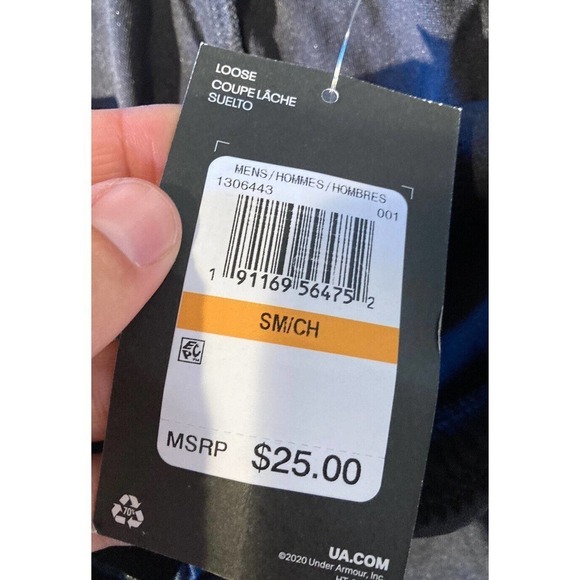 LOOSE
COUPE LÂCHE
SUELTO
MENS/HOMMES/HOMBRES
1306443 001
1 91169 56475 2
SM/CH
EPC
MSRP $25.00
70%
UA.COM
©2020 Under Armour, Inc.